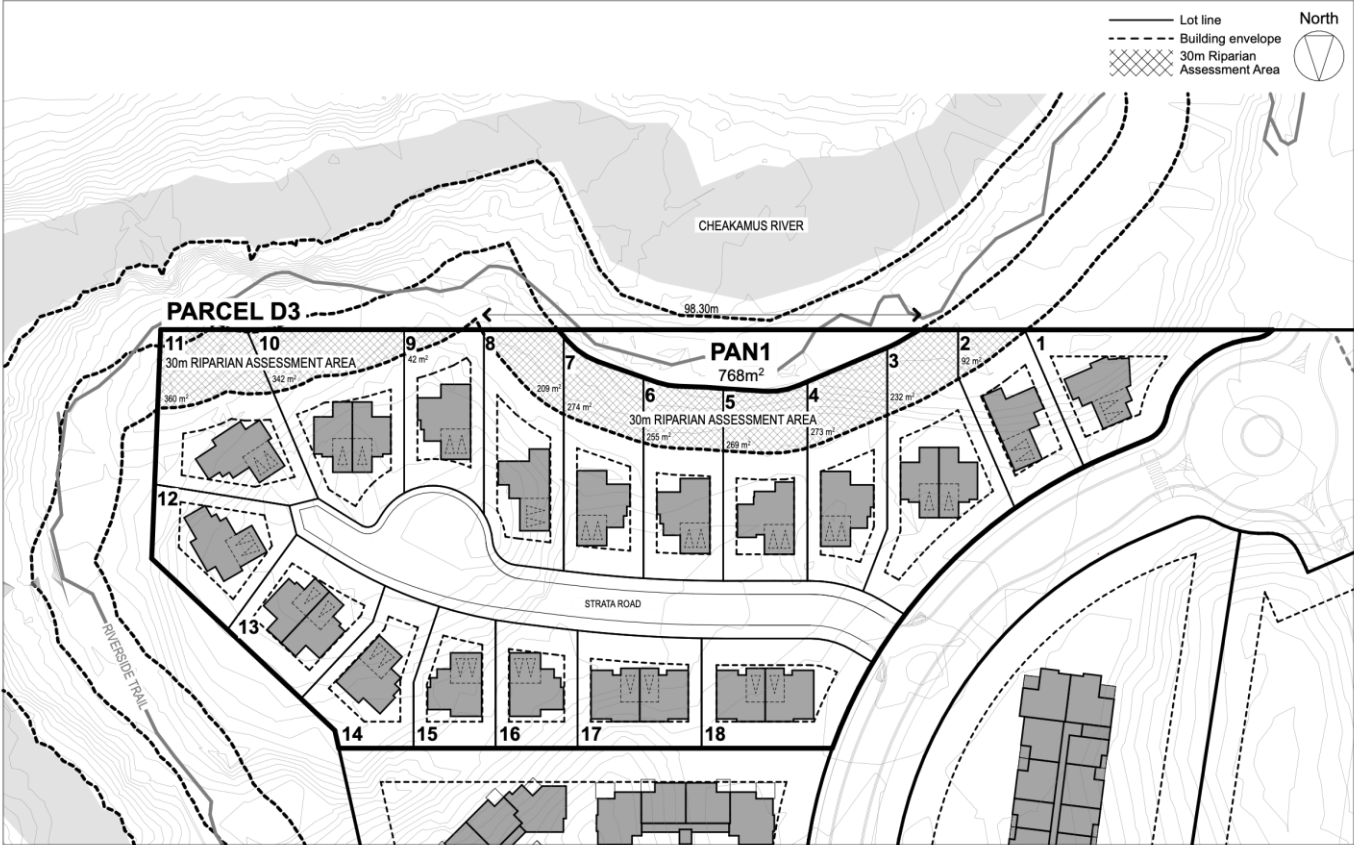 Lot line
North
Building envelope
30m Riparian
Assessment Area
CHEAKAMUS RIVER
PARCEL D3
98.30m
11
10
9
8
7
PAN1
3
2
1
30m RIPARIAN ASSESSMENT AREA
42 m²
768m²
92 m²
342 m²
360 m²
209 m²
274 m²
6
5
4
232 m²
30m RIPARIAN ASSESSMENT AREA
255 m²
269 m²
273 m²
12
STRATA ROAD
13
RIVERSIDE TRAIL
14
15
16
17
18